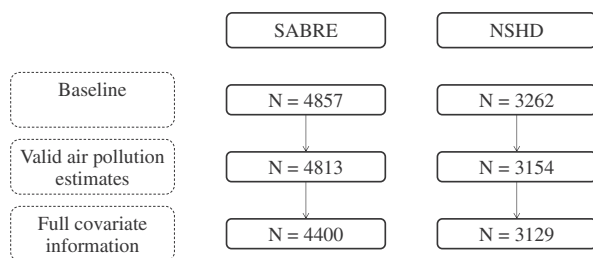 SABRE
NSHD
Baseline
N = 4857
N = 3262
Valid air pollution
estimates
N = 4813
N = 3154
Full covariate
information
N = 4400
N = 3129